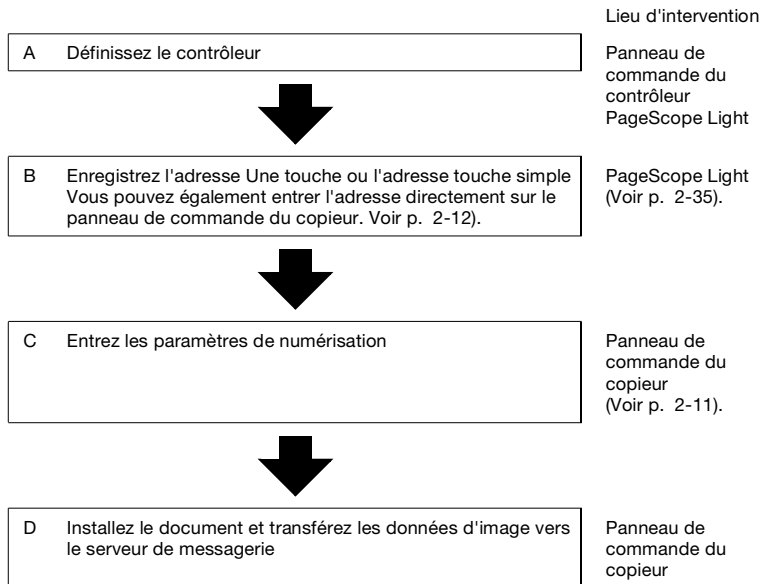 Lieu d'intervention
A Définissez le contrôleur
Panneau de
commande du
contrôleur
PageScope Light
B Enregistrez l'adresse Une touche ou l'adresse touche simple
Vous pouvez également entrer l'adresse directement sur le
panneau de commande du copieur. Voir p. 2-12).
PageScope Light
(Voir p. 2-35).
C Entrez les paramètres de numérisation
Panneau de
commande du
copieur
(Voir p. 2-11).
D Installez le document et transférez les données d'image vers
le serveur de messagerie
Panneau de
commande du
copieur